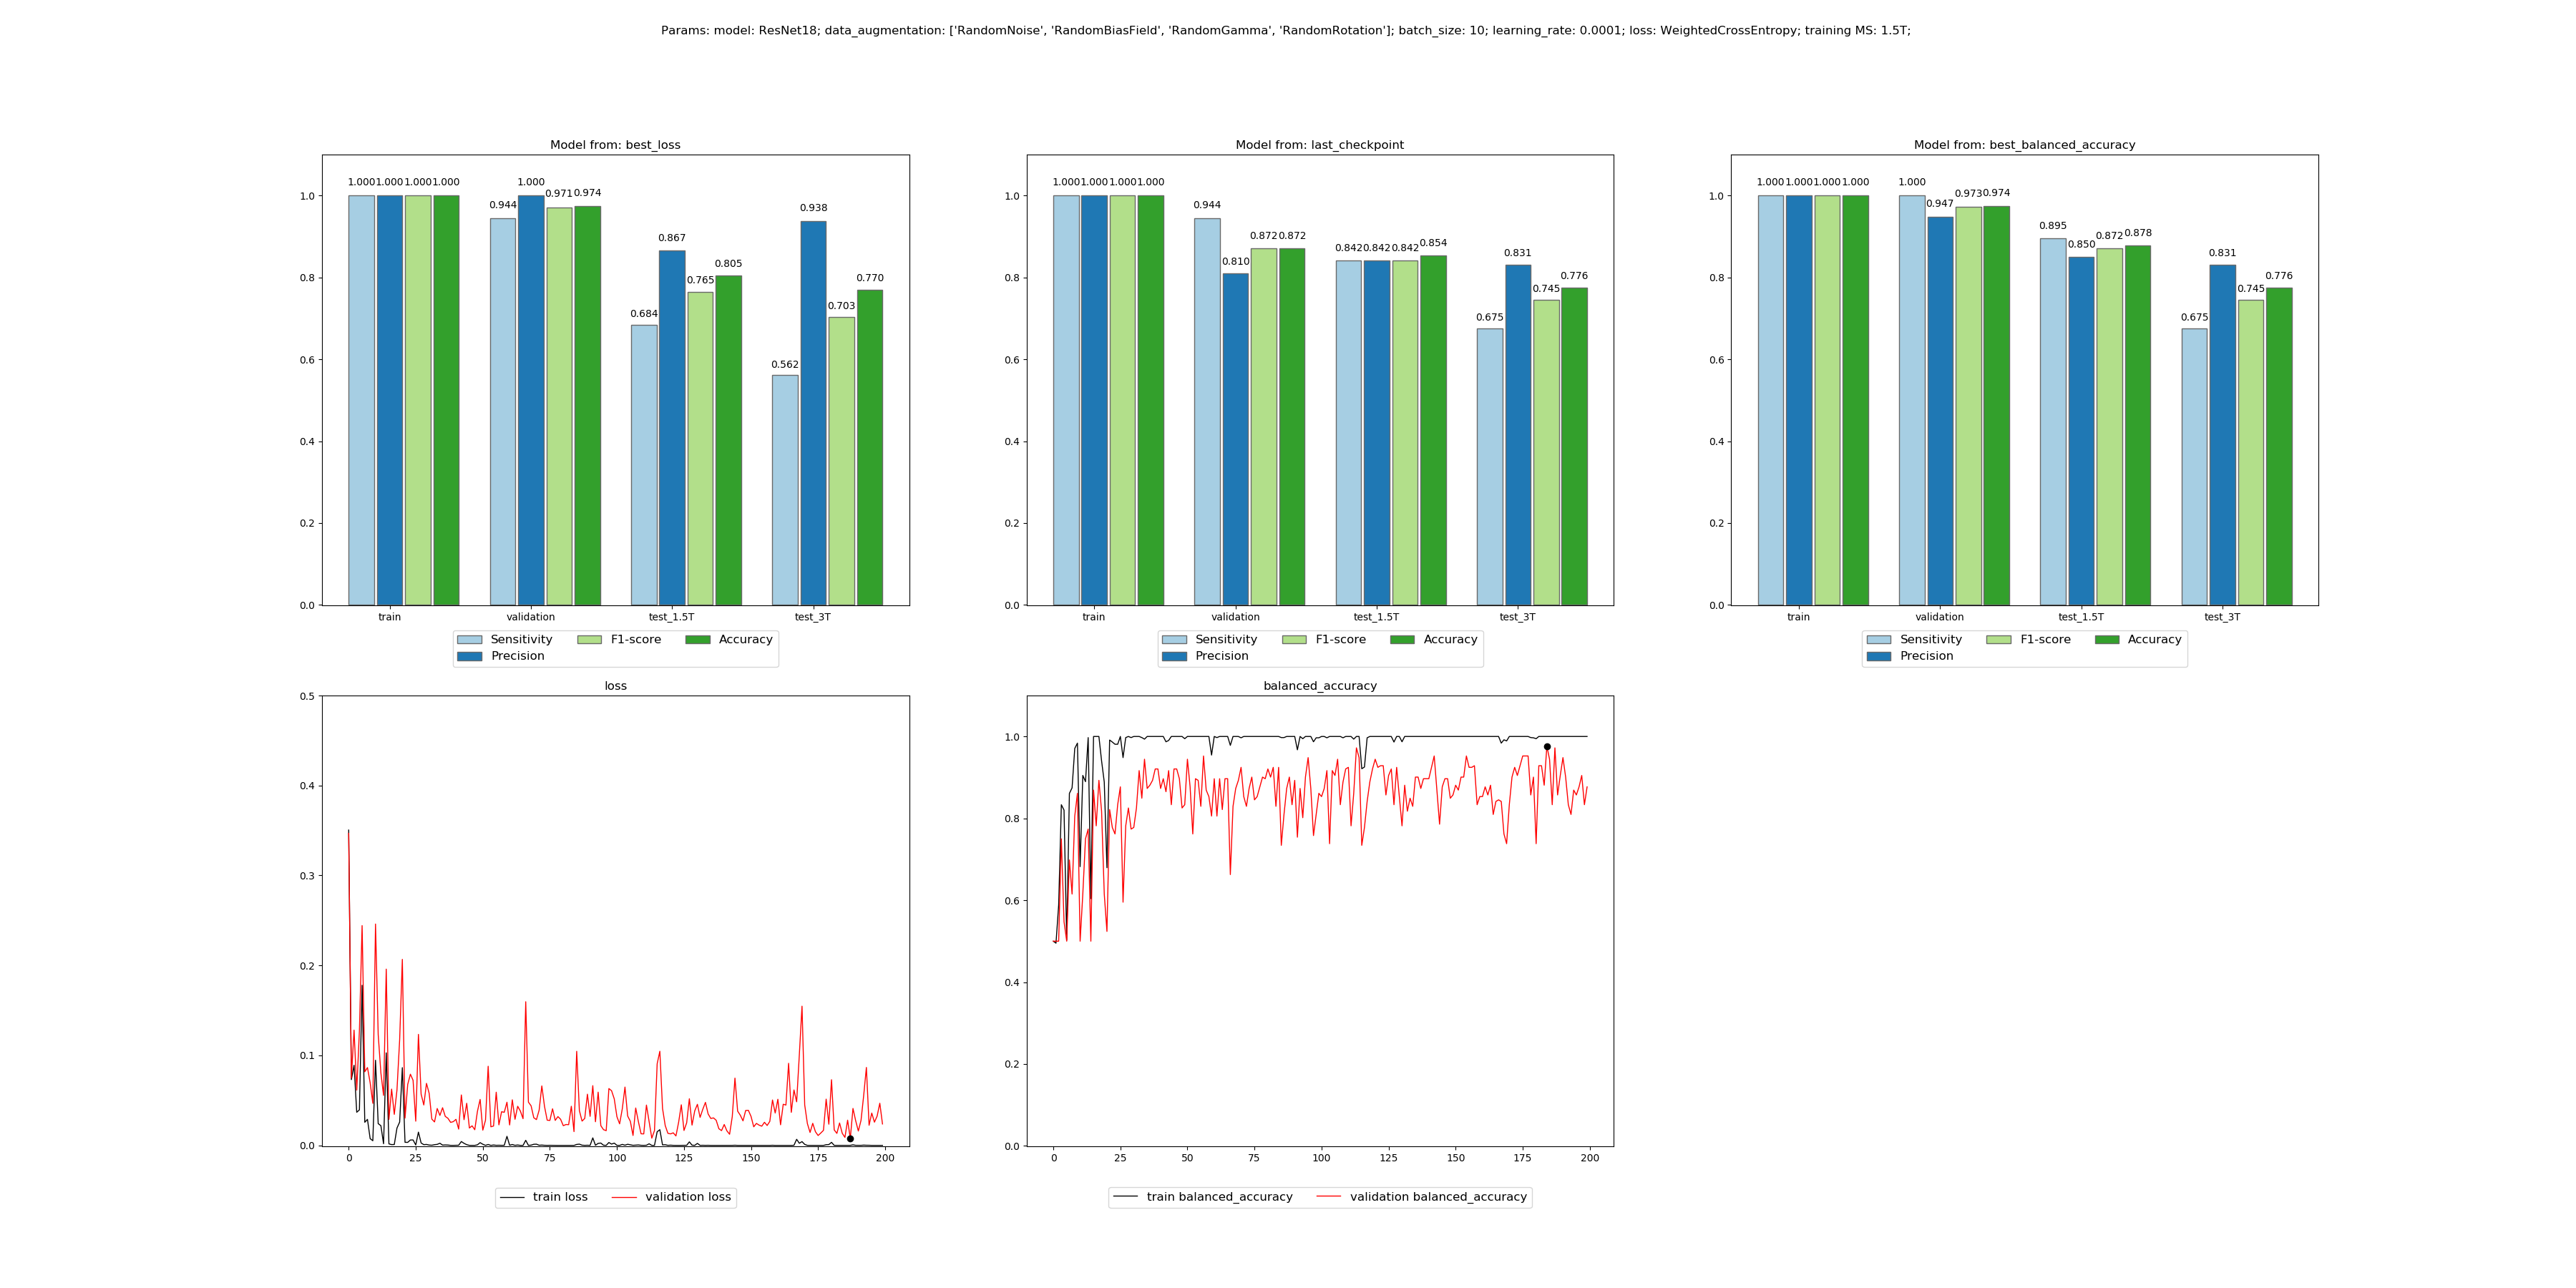 Params: model: ResNet18; data_augmentation: ['RandomNoise', 'RandomBiasField', 'RandomGamma', 'RandomRotation']; batch_size: 10; learning_rate: 0.0001; loss: WeightedCrossEntropy; training MS: 1.5T;
Model from: best_loss
1.0
0.8
0.6
0.4
0.2
0.0
1.000 1.000 1.000 1.000
0.944 1.000 0.971 0.974
0.684 0.867 0.765 0.805
0.562 0.938 0.703 0.770
train validation test_1.5T test_3T
Sensitivity F1-score Accuracy
Precision
Model from: last_checkpoint
1.0
0.8
0.6
0.4
0.2
0.0
1.000 1.000 1.000 1.000
0.944 0.810 0.872 0.872
0.842 0.842 0.842 0.854
0.675 0.831 0.745 0.776
train validation test_1.5T test_3T
Sensitivity F1-score Accuracy
Precision
Model from: best_balanced_accuracy
1.0
0.8
0.6
0.4
0.2
0.0
1.000 1.000 1.000 1.000
1.000 0.947 0.973 0.974
0.895 0.850 0.872 0.878
0.675 0.831 0.745 0.776
train validation test_1.5T test_3T
Sensitivity F1-score Accuracy
Precision
loss
0.5
0.4
0.3
0.2
0.1
0.0
0 25 50 75 100 125 150 175 200
train loss validation loss
balanced_accuracy
1.0
0.8
0.6
0.4
0.2
0.0
0 25 50 75 100 125 150 175 200
train balanced_accuracy validation balanced_accuracy